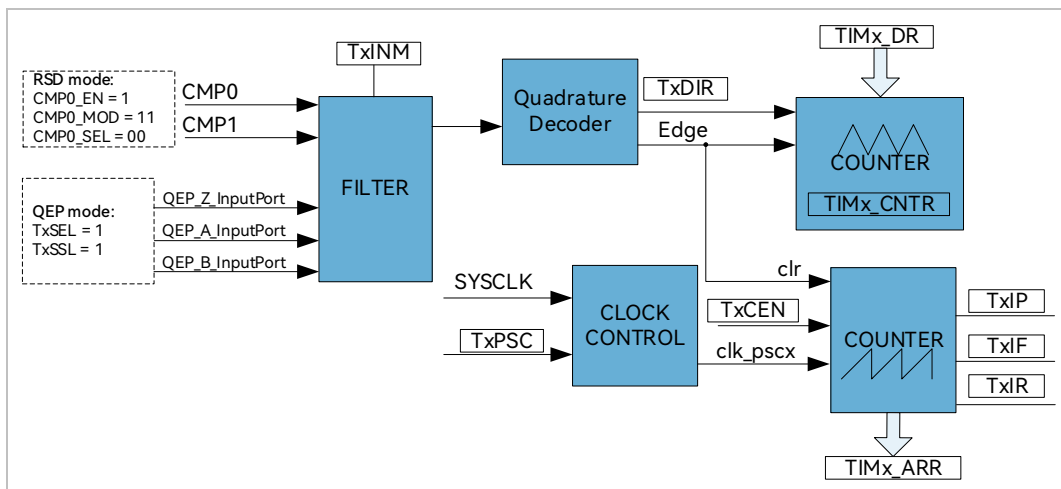 TxINM
TIMx_DR
RSD mode:
CMP0_EN = 1
CMP0_MOD = 11
CMP0_SEL = 00
CMP0
CMP1
Quadrature
Decoder
TxDIR
Edge
COUNTER
TIMx_CNTR
FILTER
QEP mode:
TxSEL = 1
TxSSL = 1
QEP_Z_InputPort
QEP_A_InputPort
QEP_B_InputPort
SYSCLK
TxPSC
CLOCK
CONTROL
clr
TxCEN
clk_pscx
COUNTER
TxIP
TxIF
TxIR
TIMx_ARR